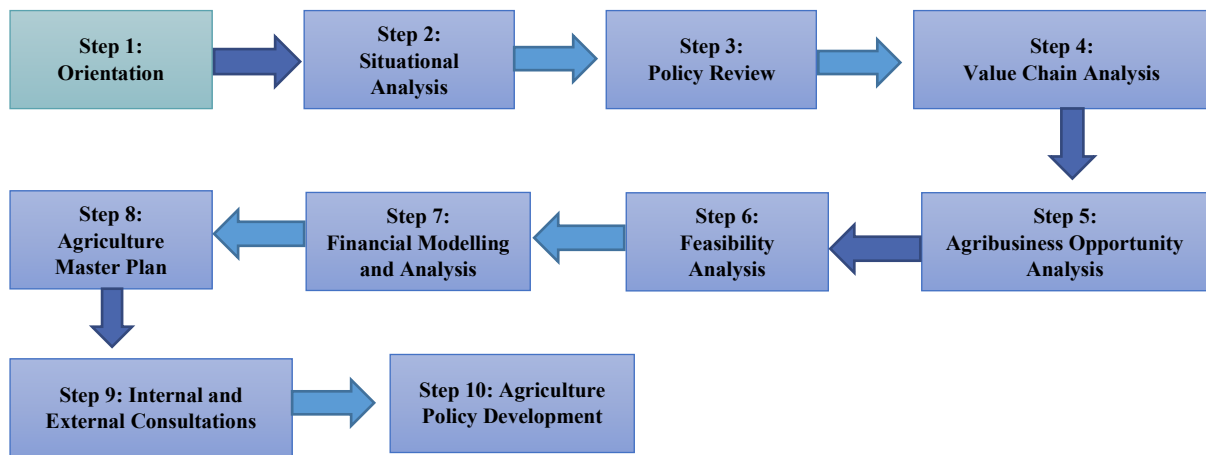 Step 1:
Orientation
Step 2:
Situational
Analysis
Step 3:
Policy Review
Step 4:
Value Chain Analysis
Step 5:
Agribusiness Opportunity
Analysis
Step 6:
Feasibility
Analysis
Step 7:
Financial Modelling
and Analysis
Step 8:
Agriculture
Master Plan
Step 9: Internal and
External Consultations
Step 10: Agriculture
Policy Development